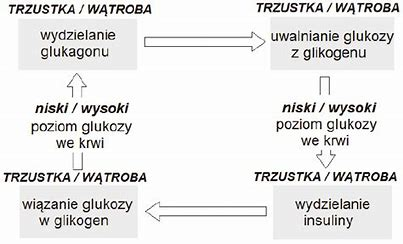 TRZUSTKA / WĄTROBA
wydzielanie
glukagonu
TRZUSTKA / WĄTROBA
uwalnianie glukozy
z glikogenu
niski / wysoki
poziom glukozy
we krwi
niski / wysoki
poziom glukozy
we krwi
TRZUSTKA / WĄTROBA
wiązanie glukozy
w glikogen
TRZUSTKA / WĄTROBA
wydzielanie
insuliny